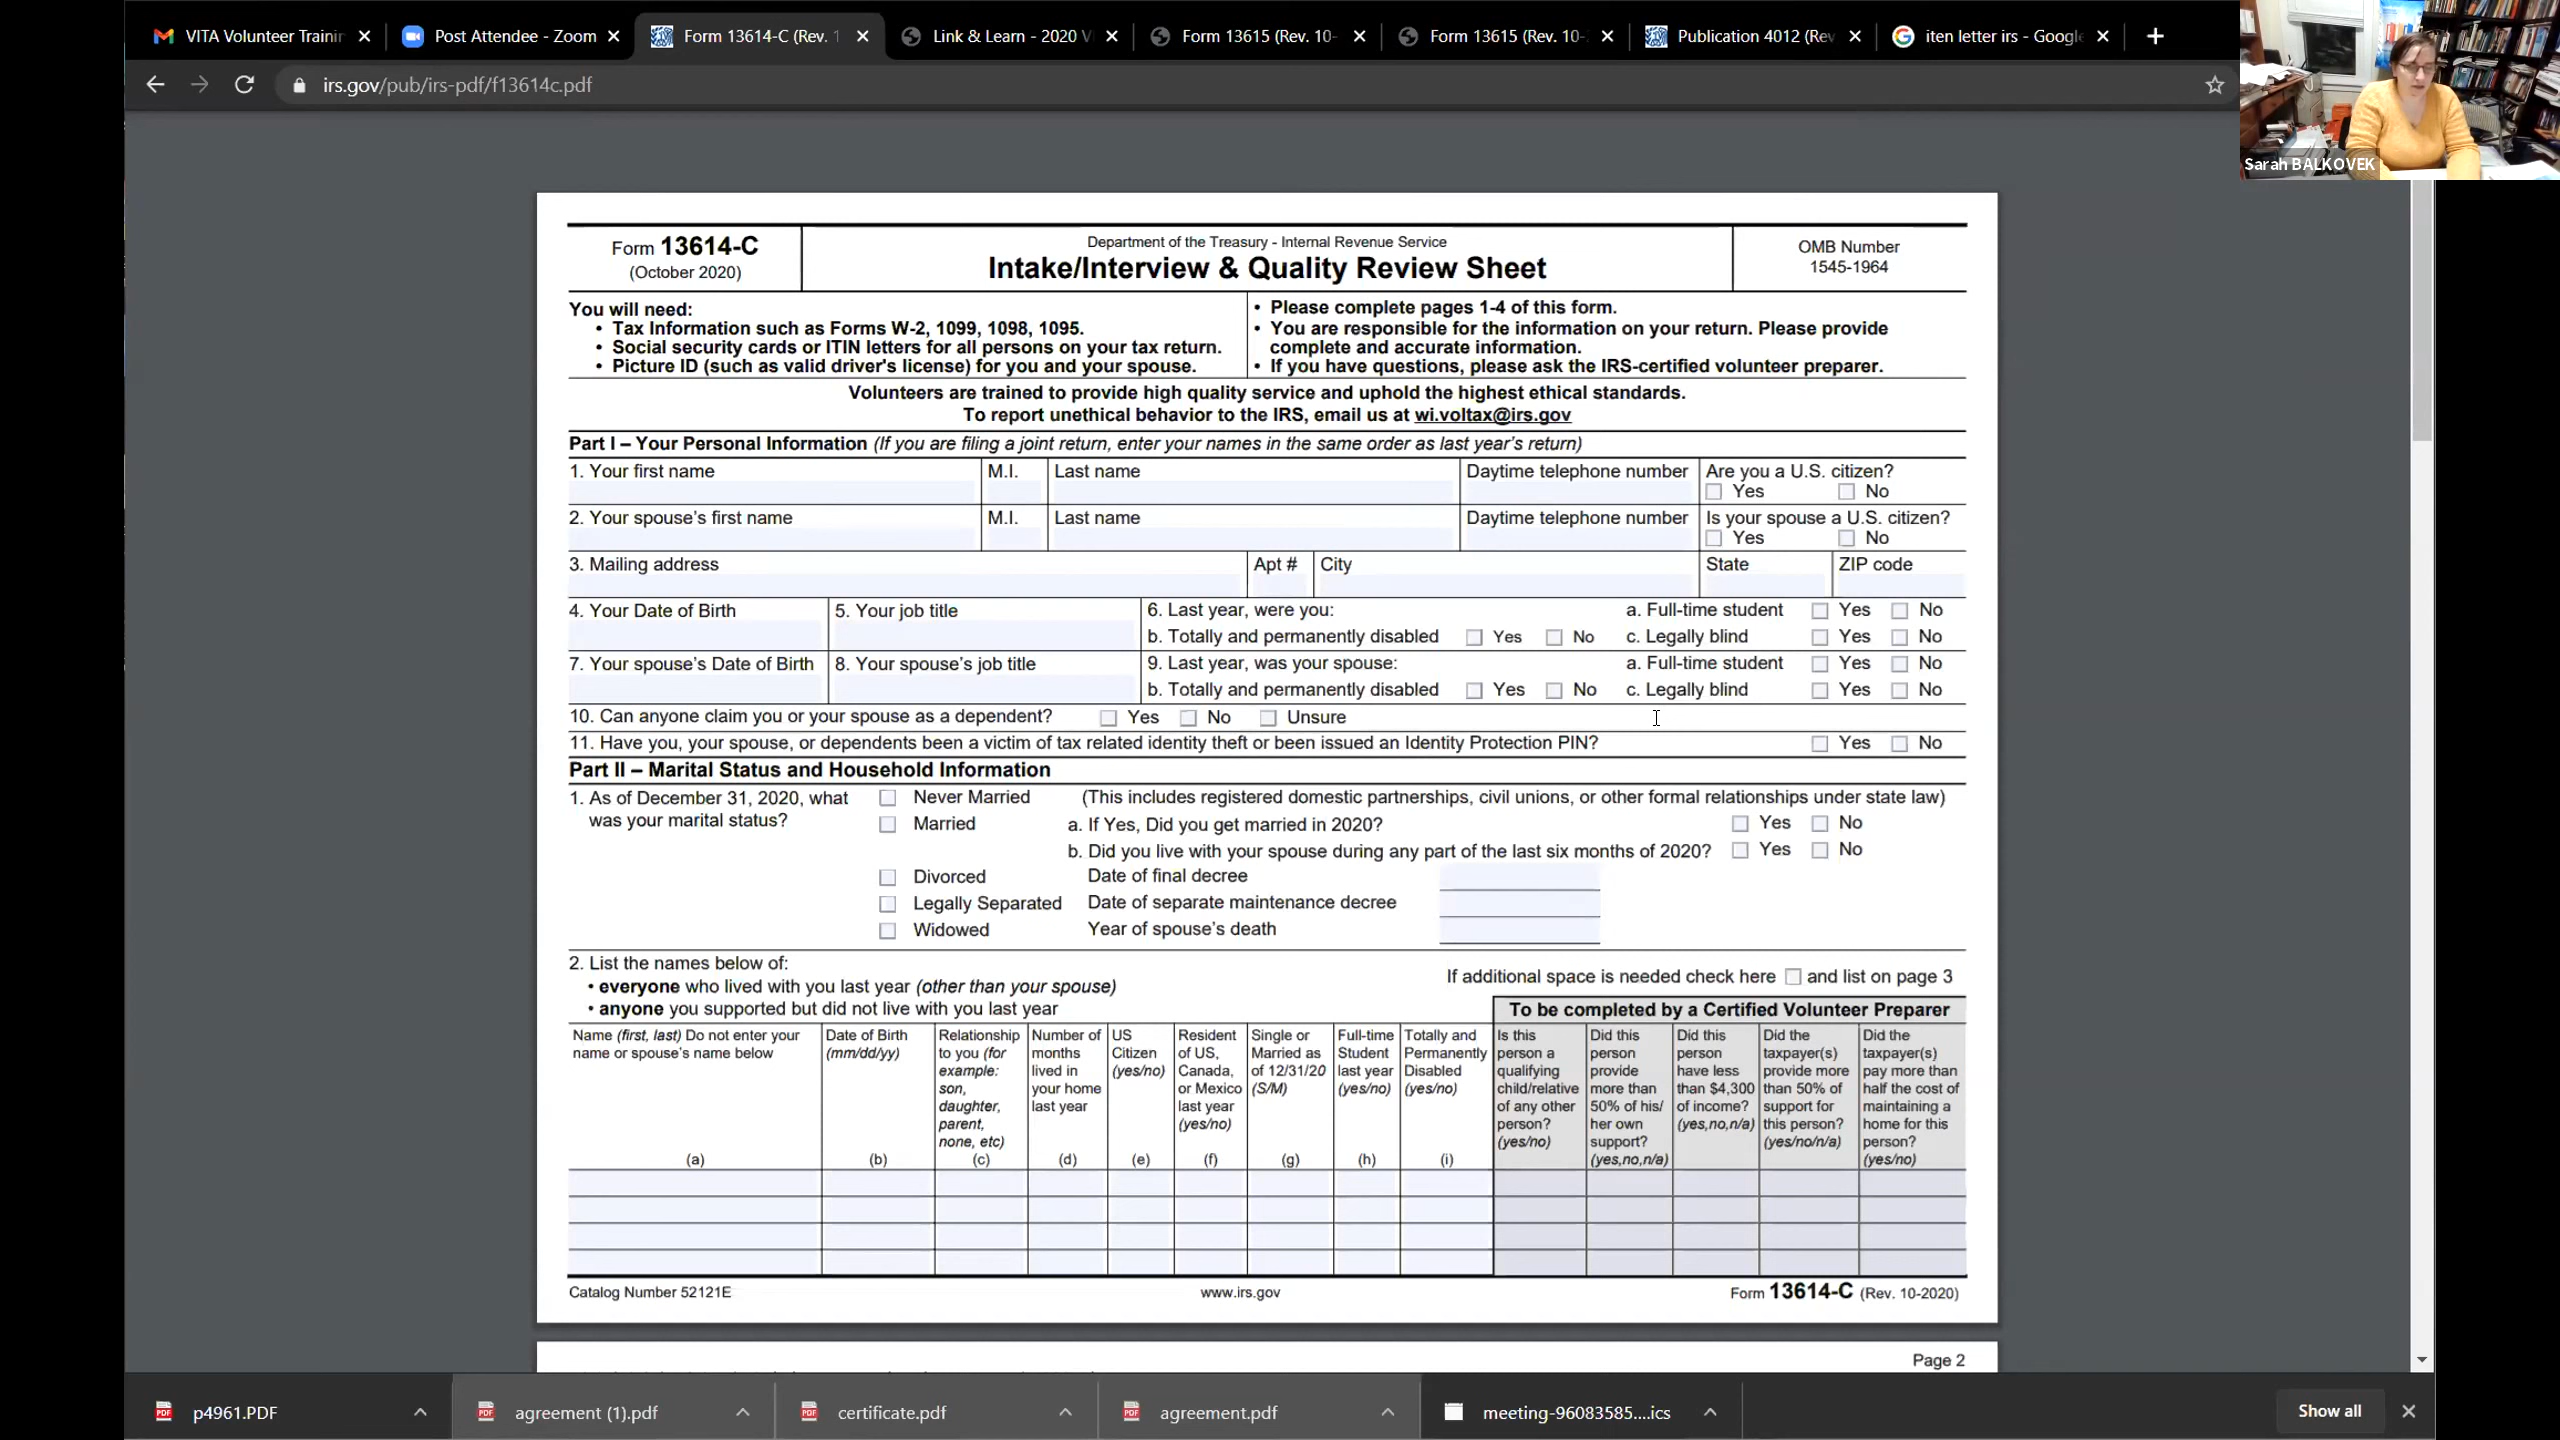 VITA Volunteer Trainin
Post Attendee - Zoom
Form 13614-C (Rev. 1
Link & Learn - 2020 V
Form 13615 (Rev. 10-
Form 13615 (Rev. 10-
Publication 4012 (Rev
iten letter irs - Google
irs.gov/pub/irs-pdf/f13614c.pdf
Sarah BALKOVEK
Form 13614-C
(October 2020)
Department of the Treasury - Internal Revenue Service
Intake/Interview & Quality Review Sheet
OMB Number
1545-1964
You will need:
• Tax Information such as Forms W-2, 1099, 1098, 1095.
• Social security cards or ITIN letters for all persons on your tax return.
• Picture ID (such as valid driver's license) for you and your spouse.
• Please complete pages 1-4 of this form.
• You are responsible for the information on your return. Please provide
complete and accurate information.
• If you have questions, please ask the IRS-certified volunteer preparer.
Volunteers are trained to provide high quality service and uphold the highest ethical standards.
To report unethical behavior to the IRS, email us at wi.voltax@irs.gov
Part I – Your Personal Information (If you are filing a joint return, enter your names in the same order as last year's return)
1. Your first name M.I. Last name Daytime telephone number Are you a U.S. citizen?
Yes No
2. Your spouse's first name M.I. Last name Daytime telephone number Is your spouse a U.S. citizen?
Yes No
3. Mailing address Apt # City State ZIP code
4. Your Date of Birth 5. Your job title 6. Last year, were you: a. Full-time student Yes No
b. Totally and permanently disabled Yes No c. Legally blind Yes No
7. Your spouse's Date of Birth 8. Your spouse's job title 9. Last year, was your spouse: a. Full-time student Yes No
b. Totally and permanently disabled Yes No c. Legally blind Yes No
10. Can anyone claim you or your spouse as a dependent? Yes No Unsure
11. Have you, your spouse, or dependents been a victim of tax related identity theft or been issued an Identity Protection PIN? Yes No
Part II – Marital Status and Household Information
1. As of December 31, 2020, what
was your marital status?
Never Married (This includes registered domestic partnerships, civil unions, or other formal relationships under state law)
Married a. If Yes, Did you get married in 2020? Yes No
b. Did you live with your spouse during any part of the last six months of 2020? Yes No
Divorced Date of final decree
Legally Separated Date of separate maintenance decree
Widowed Year of spouse's death
2. List the names below of:
• everyone who lived with you last year (other than your spouse)
• anyone you supported but did not live with you last year
If additional space is needed check here and list on page 3
To be completed by a Certified Volunteer Preparer
Name (first, last) Do not enter your
name or spouse's name below
(a)
Date of Birth
(mm/dd/yy)
(b)
Relationship
to you (for
example:
son,
daughter,
parent,
none, etc)
(c)
Number of
months
lived in
your home
last year
(d)
US
Citizen
(yes/no)
(e)
Resident
of US,
Canada,
or Mexico
last year
(yes/no)
(f)
Single or
Married as
of 12/31/20
(S/M)
(g)
Full-time
Student
last year
(yes/no)
(h)
Totally and
Permanently
Disabled
(yes/no)
(i)
Is this
person a
qualifying
child/relative
of any other
person?
(yes/no)
Did this
person
provide
more than
50% of his/
her own
support?
(yes,no,n/a)
Did this
person
have less
than $4,300
of income?
(yes,no,n/a)
Did the
taxpayer(s)
provide more
than 50% of
support for
this person?
(yes/no/n/a)
Did the
taxpayer(s)
pay more than
half the cost of
maintaining a
home for this
person?
(yes/no)
Catalog Number 52121E
www.irs.gov
Form 13614-C (Rev. 10-2020)
Page 2
p4961.PDF
agreement (1).pdf
certificate.pdf
agreement.pdf
meeting-96083585....ics
Show all